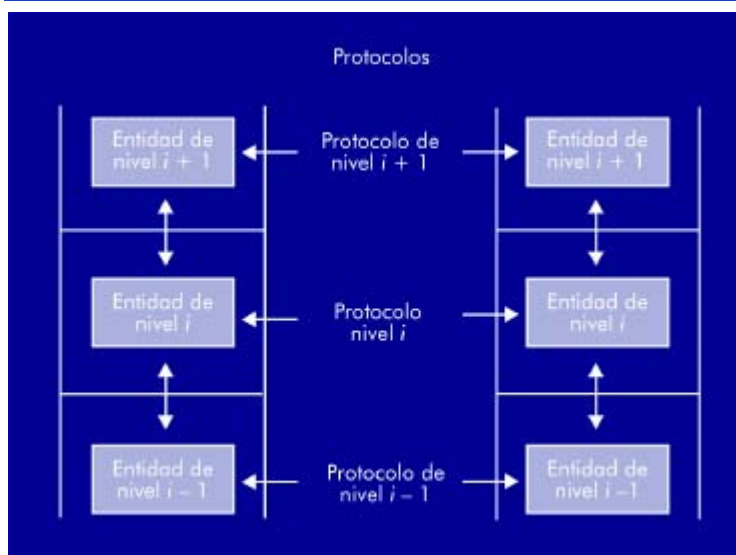 Protocolos
Entidad de
nivel i + 1
Protocolo de
nivel i + 1
Entidad de
nivel i + 1
Entidad de
nivel i
Protocolo
nivel i
Entidad de
nivel i
Entidad de
nivel i – 1
Protocolo de
nivel i – 1
Entidad de
nivel i –1